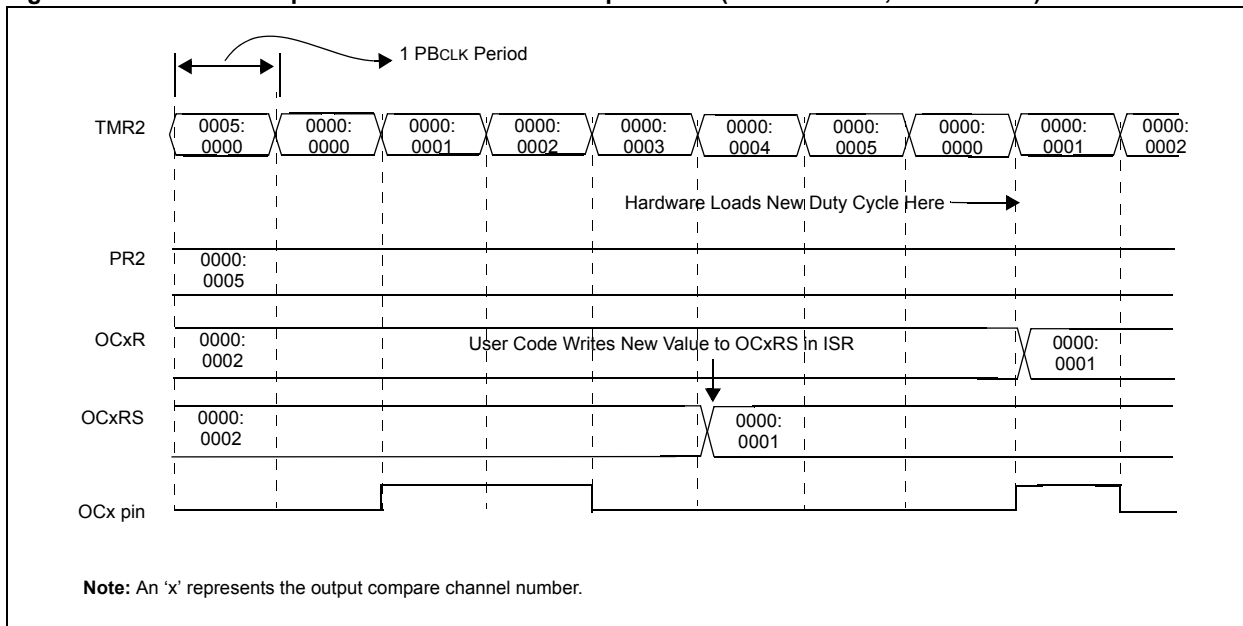 1 PBCLK Period
TMR2
0005: 0000: 0000: 0000: 0000: 0000: 0000: 0000: 0000: 0000:
0000 0000 0001 0002 0003 0004 0005 0000 0001 0002
Hardware Loads New Duty Cycle Here
PR2
0000:
0005
OCxR
0000:
0002
User Code Writes New Value to OCxRS in ISR
0000:
0001
OCxRS
0000:
0002
0000:
0001
OCx pin
Note: An ‘x’ represents the output compare channel number.